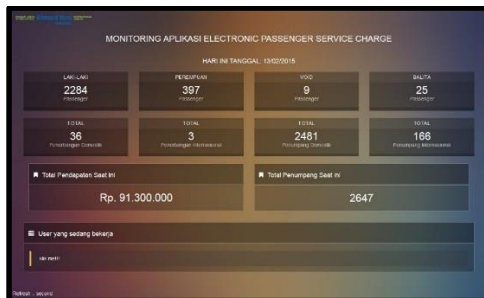 MONITORING APLIKASI ELECTRONIC PASSENGER SERVICE CHARGE
HARI INI TANGGAL: 13/02/2015
LAKI-LAKI
2284
Passenger
PEREMPUAN
397
Passenger
9
Passenger
BALITA
25
Passenger
TOTAL
36
Penerbangan Domestik
TOTAL
3
Penerbangan Internasional
TOTAL
2481
Penumpang Domestik
TOTAL
166
Penumpang Internasional
Total Pendapatan Saat Ini
Rp. 91.300.000
Total Penumpang Saat Ini
2647
User yang sedang bekerja
Refresh : second